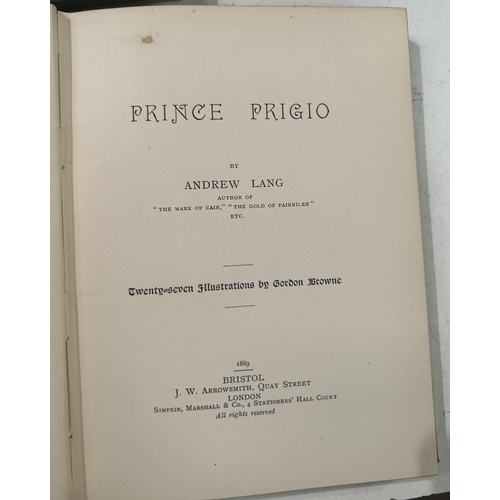 PRINCE PRIGIO
BY
ANDREW LANG
AUTHOR OF
"THE MARK OF CAIN," "THE GOLD OF FAIRNILEE"
ETC.
Twenty=seven Illustrations by Gordon Browne
1889
BRISTOL
J. W. ARROWSMITH, QUAY STREET
LONDON
SIMPKIN, MARSHALL & CO., 4 STATIONERS' HALL COURT
All rights reserved